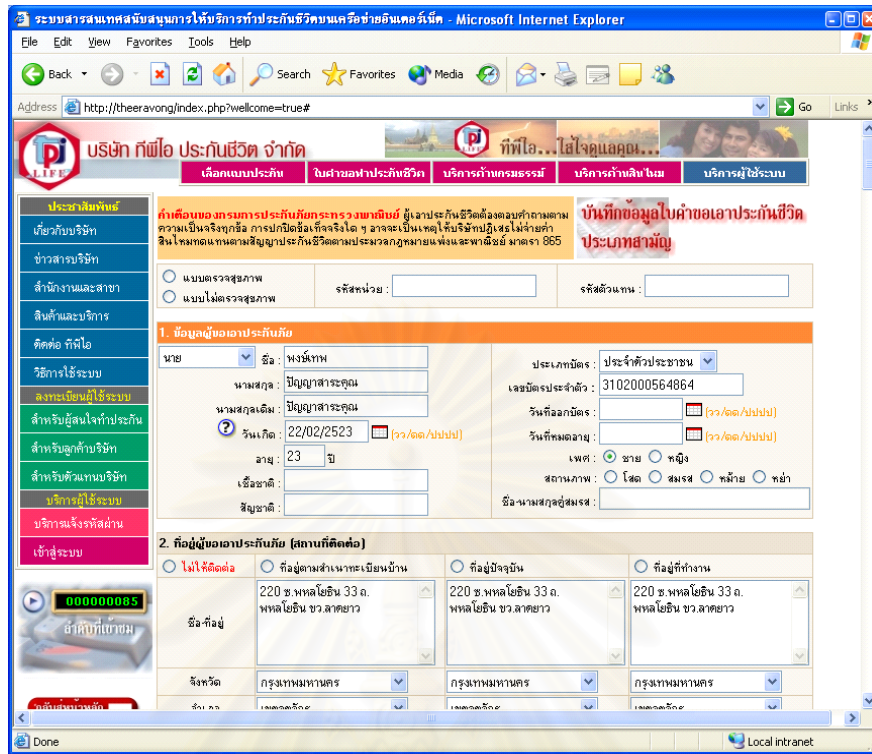 ระบบสารสนเทศสนับสนุนการให้บริการทำประกันชีวิตบนเครือข่ายอินเตอร์เน็ต - Microsoft Internet Explorer
File Edit View Favorites Tools Help
Back Search Favorites Media
Address http://theeravong/index.php?wellcome=true# Go Links
TPI LIFE บริษัท ทีพีไอ ประกันชีวิต จำกัด ทีพีไอ...ใส่ใจดูแลคุณ...
เลือกแบบประกัน ใบคำขอทำประกันชีวิต บริการด้านกรมธรรม์ บริการด้านสินไหม บริการผู้ใช้ระบบ
ประชาสัมพันธ์
เกี่ยวกับบริษัท
ข่าวสารบริษัท
สำนักงานและสาขา
สินค้าและบริการ
ติดต่อ ทีพีไอ
วิธีการใช้ระบบ
ลงทะเบียนผู้ใช้ระบบ
สำหรับผู้สนใจทำประกัน
สำหรับลูกค้าบริษัท
สำหรับตัวแทนบริษัท
บริการผู้ใช้ระบบ
บริการแจ้งรหัสผ่าน
เข้าสู่ระบบ
000000085
ลำดับที่เข้าชม
กลับสู่หน้าหลัก
คำเตือนของกรมการประกันภัยกระทรวงพาณิชย์ ผู้เอาประกันชีวิตต้องตอบคำถามตาม
ความเป็นจริงทุกข้อ การปกปิดข้อเท็จจริงใด ๆ อาจจะเป็นเหตุให้บริษัทปฏิเสธไม่จ่ายค่า
สินไหมทดแทนตามสัญญาประกันชีวิตตามประมวลกฎหมายแพ่งและพาณิชย์ มาตรา 865
บันทึกข้อมูลใบคำขอเอาประกันชีวิต
ประเภทสามัญ
แบบตรวจสุขภาพ
แบบไม่ตรวจสุขภาพ
รหัสหน่วย :
รหัสตัวแทน :
1. ข้อมูลผู้ขอเอาประกันภัย
นาย ชื่อ : พงษ์เทพ
นามสกุล : ปัญญาสาระคุณ
นามสกุลเดิม : ปัญญาสาระคุณ
วันเกิด : 22/02/2523 (วว/ดด/ปปปป)
อายุ : 23 ปี
เชื้อชาติ :
สัญชาติ :
ประเภทบัตร : ประจำตัวประชาชน
เลขบัตรประจำตัว : 3102000564864
วันที่ออกบัตร : (วว/ดด/ปปปป)
วันที่หมดอายุ : (วว/ดด/ปปปป)
เพศ : ชาย หญิง
สถานภาพ : โสด สมรส หม้าย หย่า
ชื่อ-นามสกุลคู่สมรส :
2. ที่อยู่ผู้ขอเอาประกันภัย (สถานที่ติดต่อ)
ไม่ให้ติดต่อ ที่อยู่ตามสำเนาทะเบียนบ้าน ที่อยู่ปัจจุบัน ที่อยู่ที่ทำงาน
ชื่อ-ที่อยู่
220 ซ.พหลโยธิน 33 ถ. 220 ซ.พหลโยธิน 33 ถ. 220 ซ.พหลโยธิน 33 ถ.
พหลโยธิน ขว.ลาดยาว พหลโยธิน ขว.ลาดยาว พหลโยธิน ขว.ลาดยาว
จังหวัด กรุงเทพมหานคร กรุงเทพมหานคร กรุงเทพมหานคร
Done Local intranet